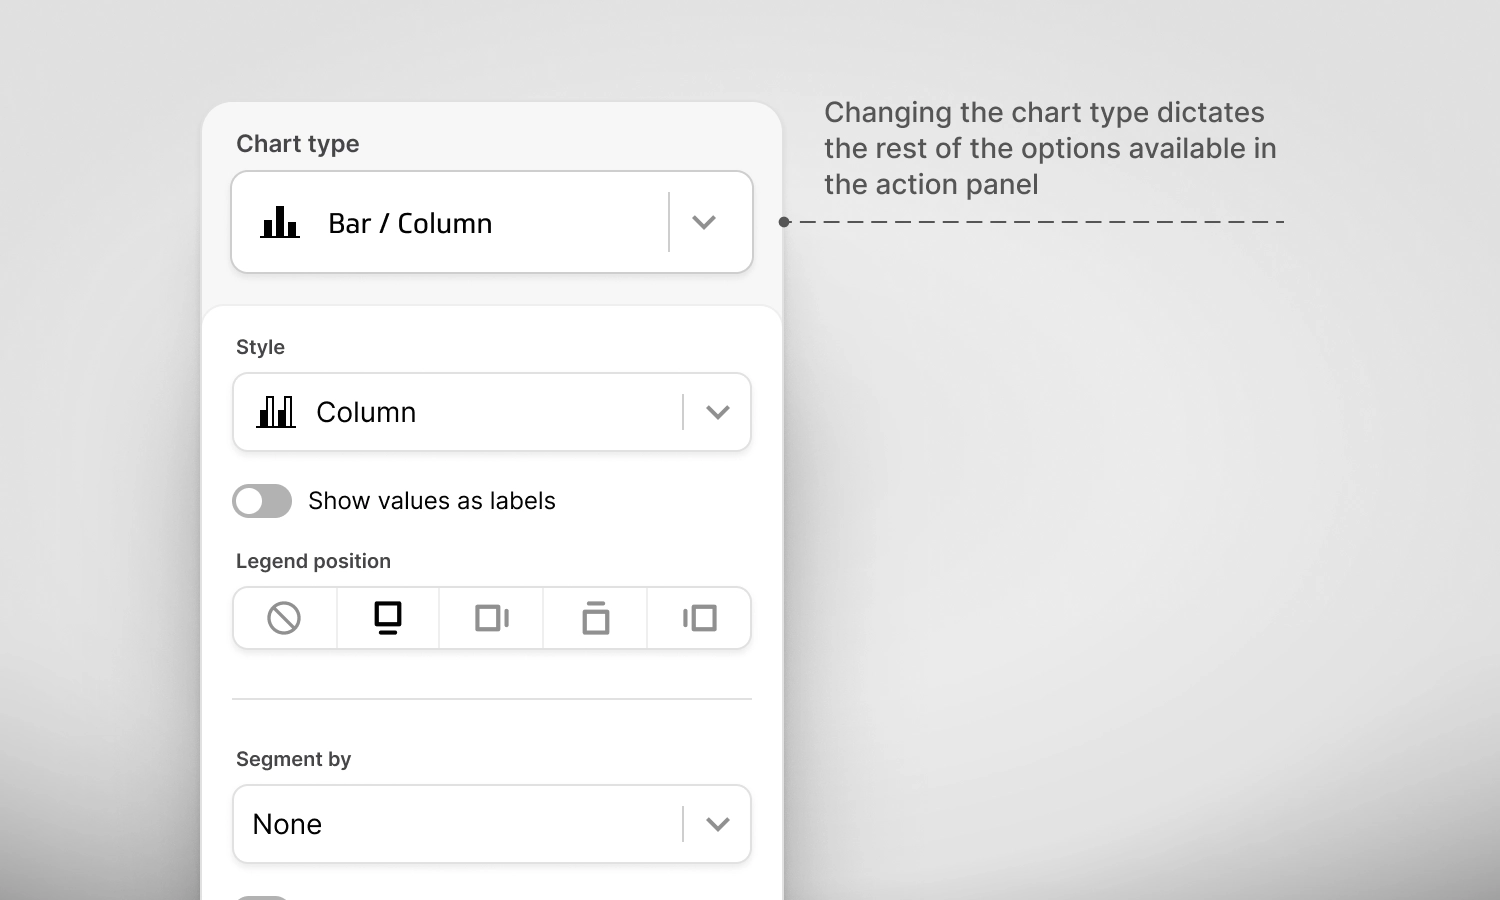 Chart type
Bar / Column
Changing the chart type dictates
the rest of the options available in
the action panel
Style
Column
Show values as labels
Legend position
Segment by
None